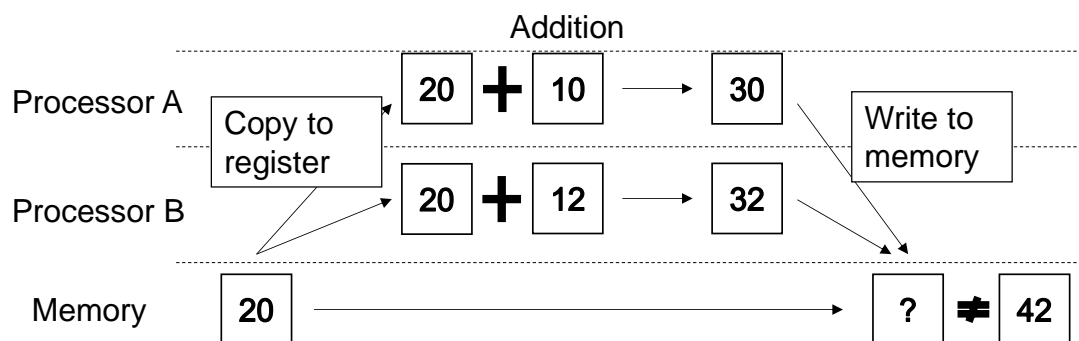 Addition
Processor A
20 + 10 30
Copy to
register
Write to
memory
Processor B
20 + 12 32
Memory
20 ? ≠ 42